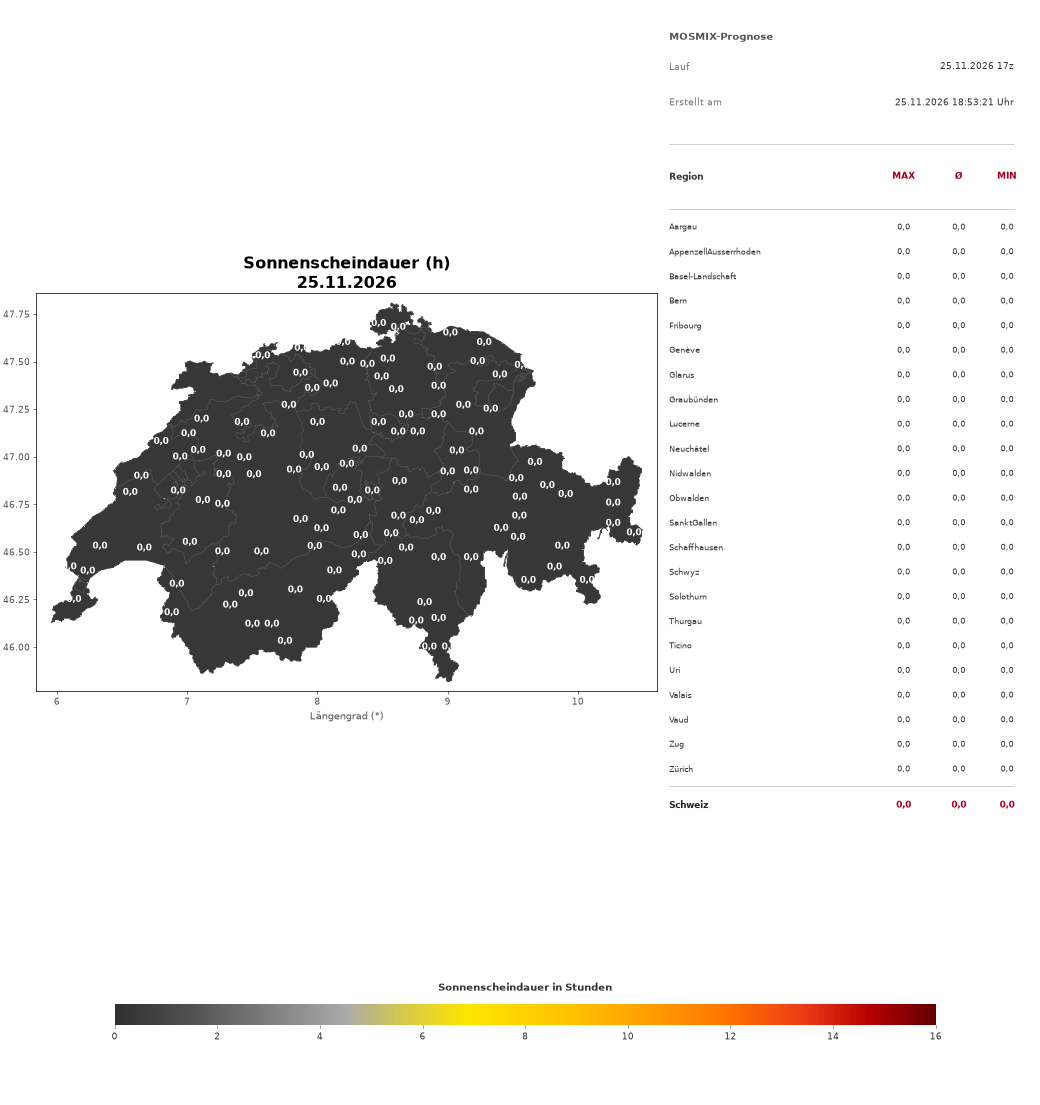 MOSMIX-Prognose
Lauf 25.11.2026 17z
Erstellt am 25.11.2026 18:53:21 Uhr
Region MAX Ø MIN
Aargau 0,0 0,0 0,0
AppenzellAusserrhoden 0,0 0,0 0,0
Basel-Landschaft 0,0 0,0 0,0
Bern 0,0 0,0 0,0
Fribourg 0,0 0,0 0,0
Genève 0,0 0,0 0,0
Glarus 0,0 0,0 0,0
Graubünden 0,0 0,0 0,0
Lucerne 0,0 0,0 0,0
Neuchâtel 0,0 0,0 0,0
Nidwalden 0,0 0,0 0,0
Obwalden 0,0 0,0 0,0
SanktGallen 0,0 0,0 0,0
Schaffhausen 0,0 0,0 0,0
Schwyz 0,0 0,0 0,0
Solothurn 0,0 0,0 0,0
Thurgau 0,0 0,0 0,0
Ticino 0,0 0,0 0,0
Uri 0,0 0,0 0,0
Valais 0,0 0,0 0,0
Vaud 0,0 0,0 0,0
Zug 0,0 0,0 0,0
Zürich 0,0 0,0 0,0
Schweiz 0,0 0,0 0,0
Sonnenscheindauer (h)
25.11.2026
47.75
47.50
47.25
47.00
46.75
46.50
46.25
46.00
6 7 8 9 10
Längengrad (°)
Sonnenscheindauer in Stunden
0 2 4 6 8 10 12 14 16